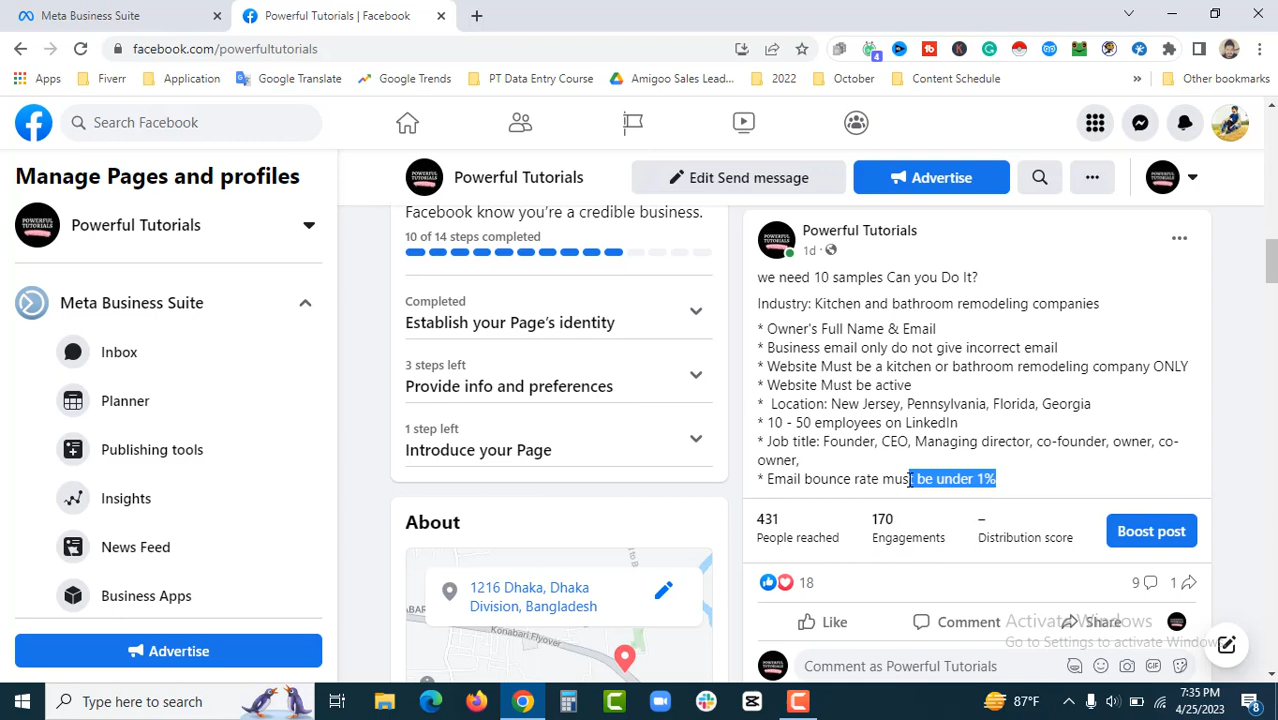 Meta Business Suite
Powerful Tutorials | Facebook
facebook.com/powerfultutorials
4
Apps
Fiverr
Application
Google Translate
Google Trends
PT Data Entry Course
Amigoo Sales Lead...
2022
October
Content Schedule
»
Other bookmarks
Search Facebook
Manage Pages and profiles
Powerful Tutorials
Meta Business Suite
Inbox
Planner
Publishing tools
Insights
News Feed
Business Apps
Advertise
Powerful Tutorials
Edit Send message
Advertise
Facebook know you're a credible business.
10 of 14 steps completed
Completed
Establish your Page's identity
3 steps left
Provide info and preferences
1 step left
Introduce your Page
About
1216 Dhaka, Dhaka
Division, Bangladesh
Konabari Flyover
Powerful Tutorials
1d ·
we need 10 samples Can you Do It?
Industry: Kitchen and bathroom remodeling companies
* Owner's Full Name & Email
* Business email only do not give incorrect email
* Website Must be a kitchen or bathroom remodeling company ONLY
* Website Must be active
* Location: New Jersey, Pennsylvania, Florida, Georgia
* 10 - 50 employees on LinkedIn
* Job title: Founder, CEO, Managing director, co-founder, owner, co-
owner,
* Email bounce rate must be under 1%
431
People reached
170
Engagements
–
Distribution score
Boost post
18
9
1
Like
Comment
Share
Activate Windows
Go to Settings to activate Windows
Comment as Powerful Tutorials
GIF
Type here to search
87°F
7:35 PM
4/25/2023
8